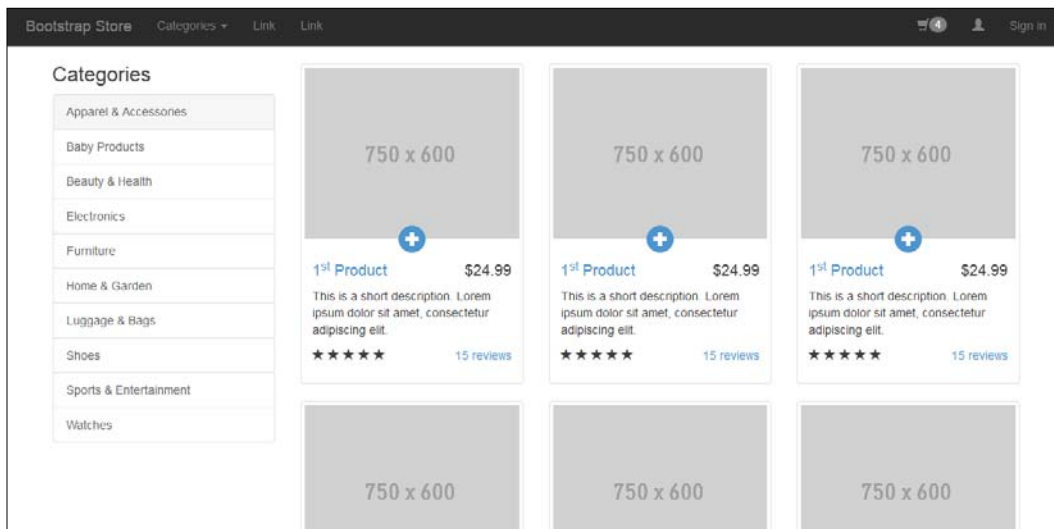 Bootstrap Store Categories Link Link 4 Sign in
Categories
Apparel & Accessories
Baby Products
Beauty & Health
Electronics
Furniture
Home & Garden
Luggage & Bags
Shoes
Sports & Entertainment
Watches
750 x 600
1st Product $24.99
This is a short description. Lorem
ipsum dolor sit amet, consectetur
adipiscing elit.
15 reviews
750 x 600
1st Product $24.99
This is a short description. Lorem
ipsum dolor sit amet, consectetur
adipiscing elit.
15 reviews
750 x 600
1st Product $24.99
This is a short description. Lorem
ipsum dolor sit amet, consectetur
adipiscing elit.
15 reviews
750 x 600
750 x 600
750 x 600